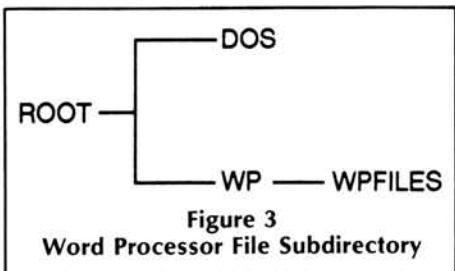 DOS
ROOT
WP WPFILES
Figure 3
Word Processor File Subdirectory